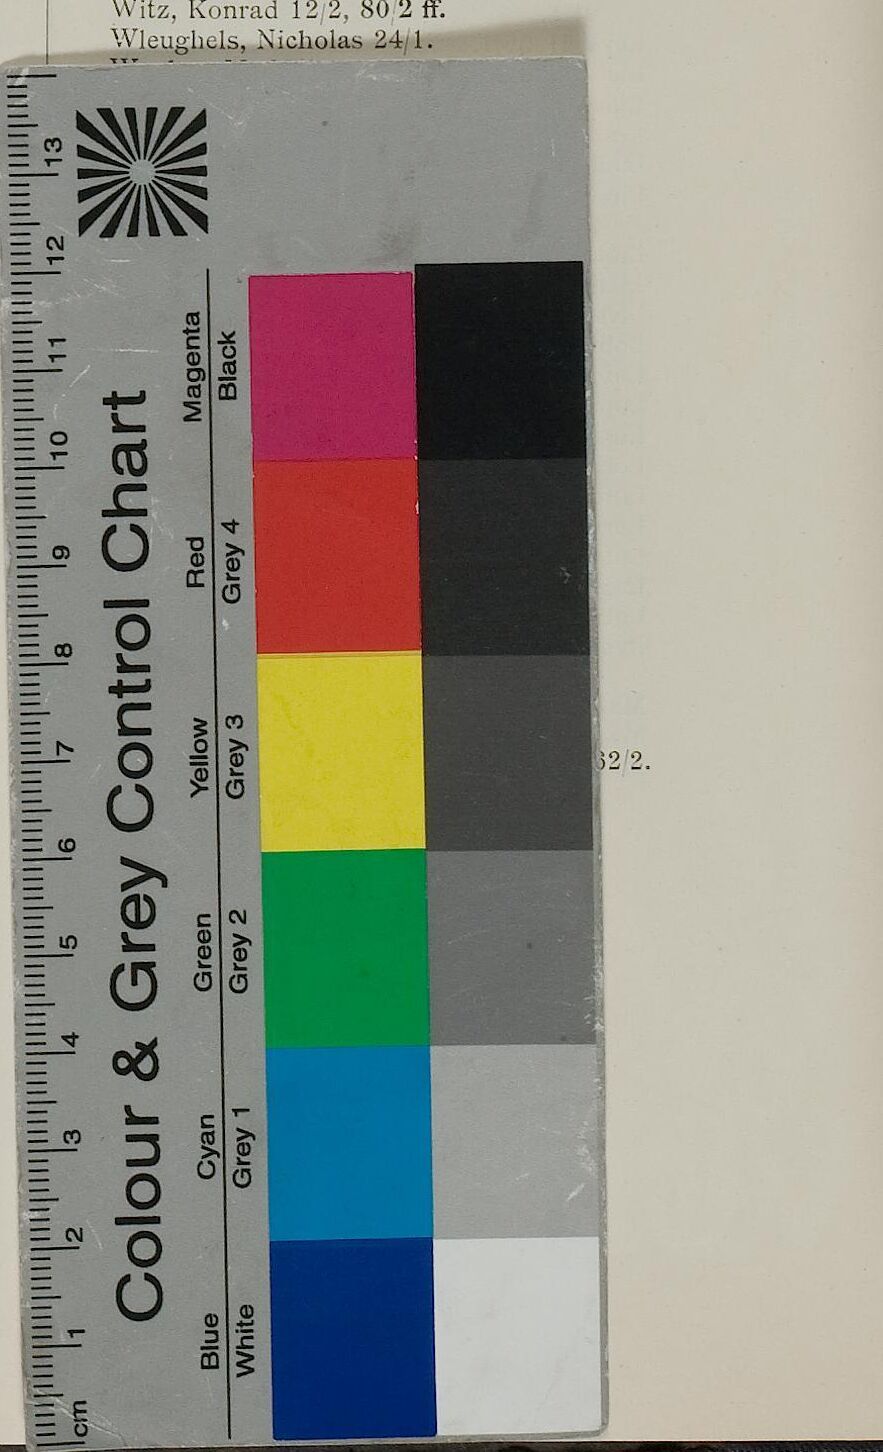 Witz, Konrad 12/2, 80/2 ff.
Wleughels, Nicholas 24/1.
62/2.
Colour & Grey Control Chart
Blue Cyan Green Yellow Red Magenta
White Grey 1 Grey 2 Grey 3 Grey 4 Black
cm 1 2 3 4 5 6 7 8 9 10 11 12 13